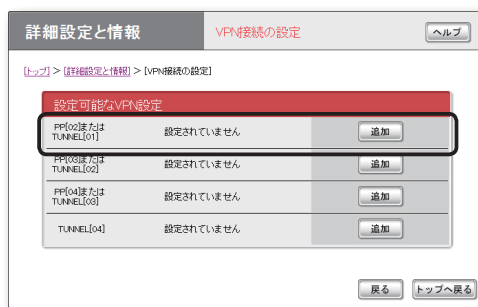 詳細設定と情報 VPN接続の設定 ヘルプ
[トップ] > [詳細設定と情報] > [VPN接続の設定]
設定可能なVPN設定
PP[02]または
TUNNEL[01] 設定されていません 追加
PP[03]または
TUNNEL[02] 設定されていません 追加
PP[04]または
TUNNEL[03] 設定されていません 追加
TUNNEL[04] 設定されていません 追加
戻る トップへ戻る